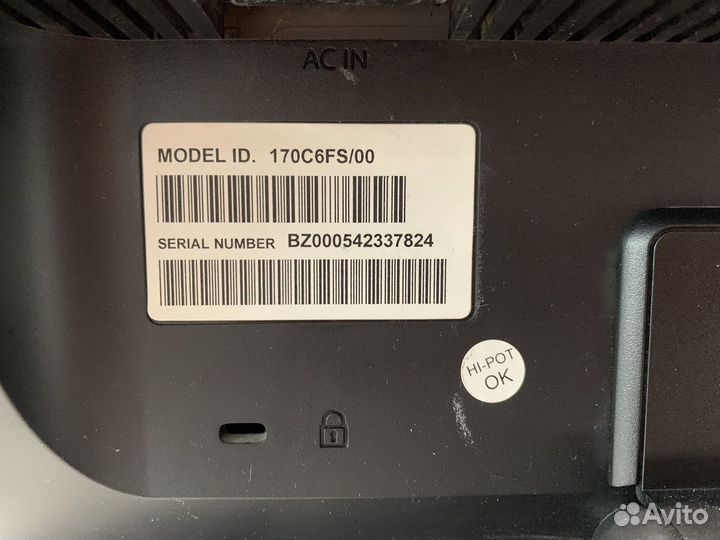 AC IN
MODEL ID. 170C6FS/00
SERIAL NUMBER BZ000542337824
HI-POT
OK
Avito